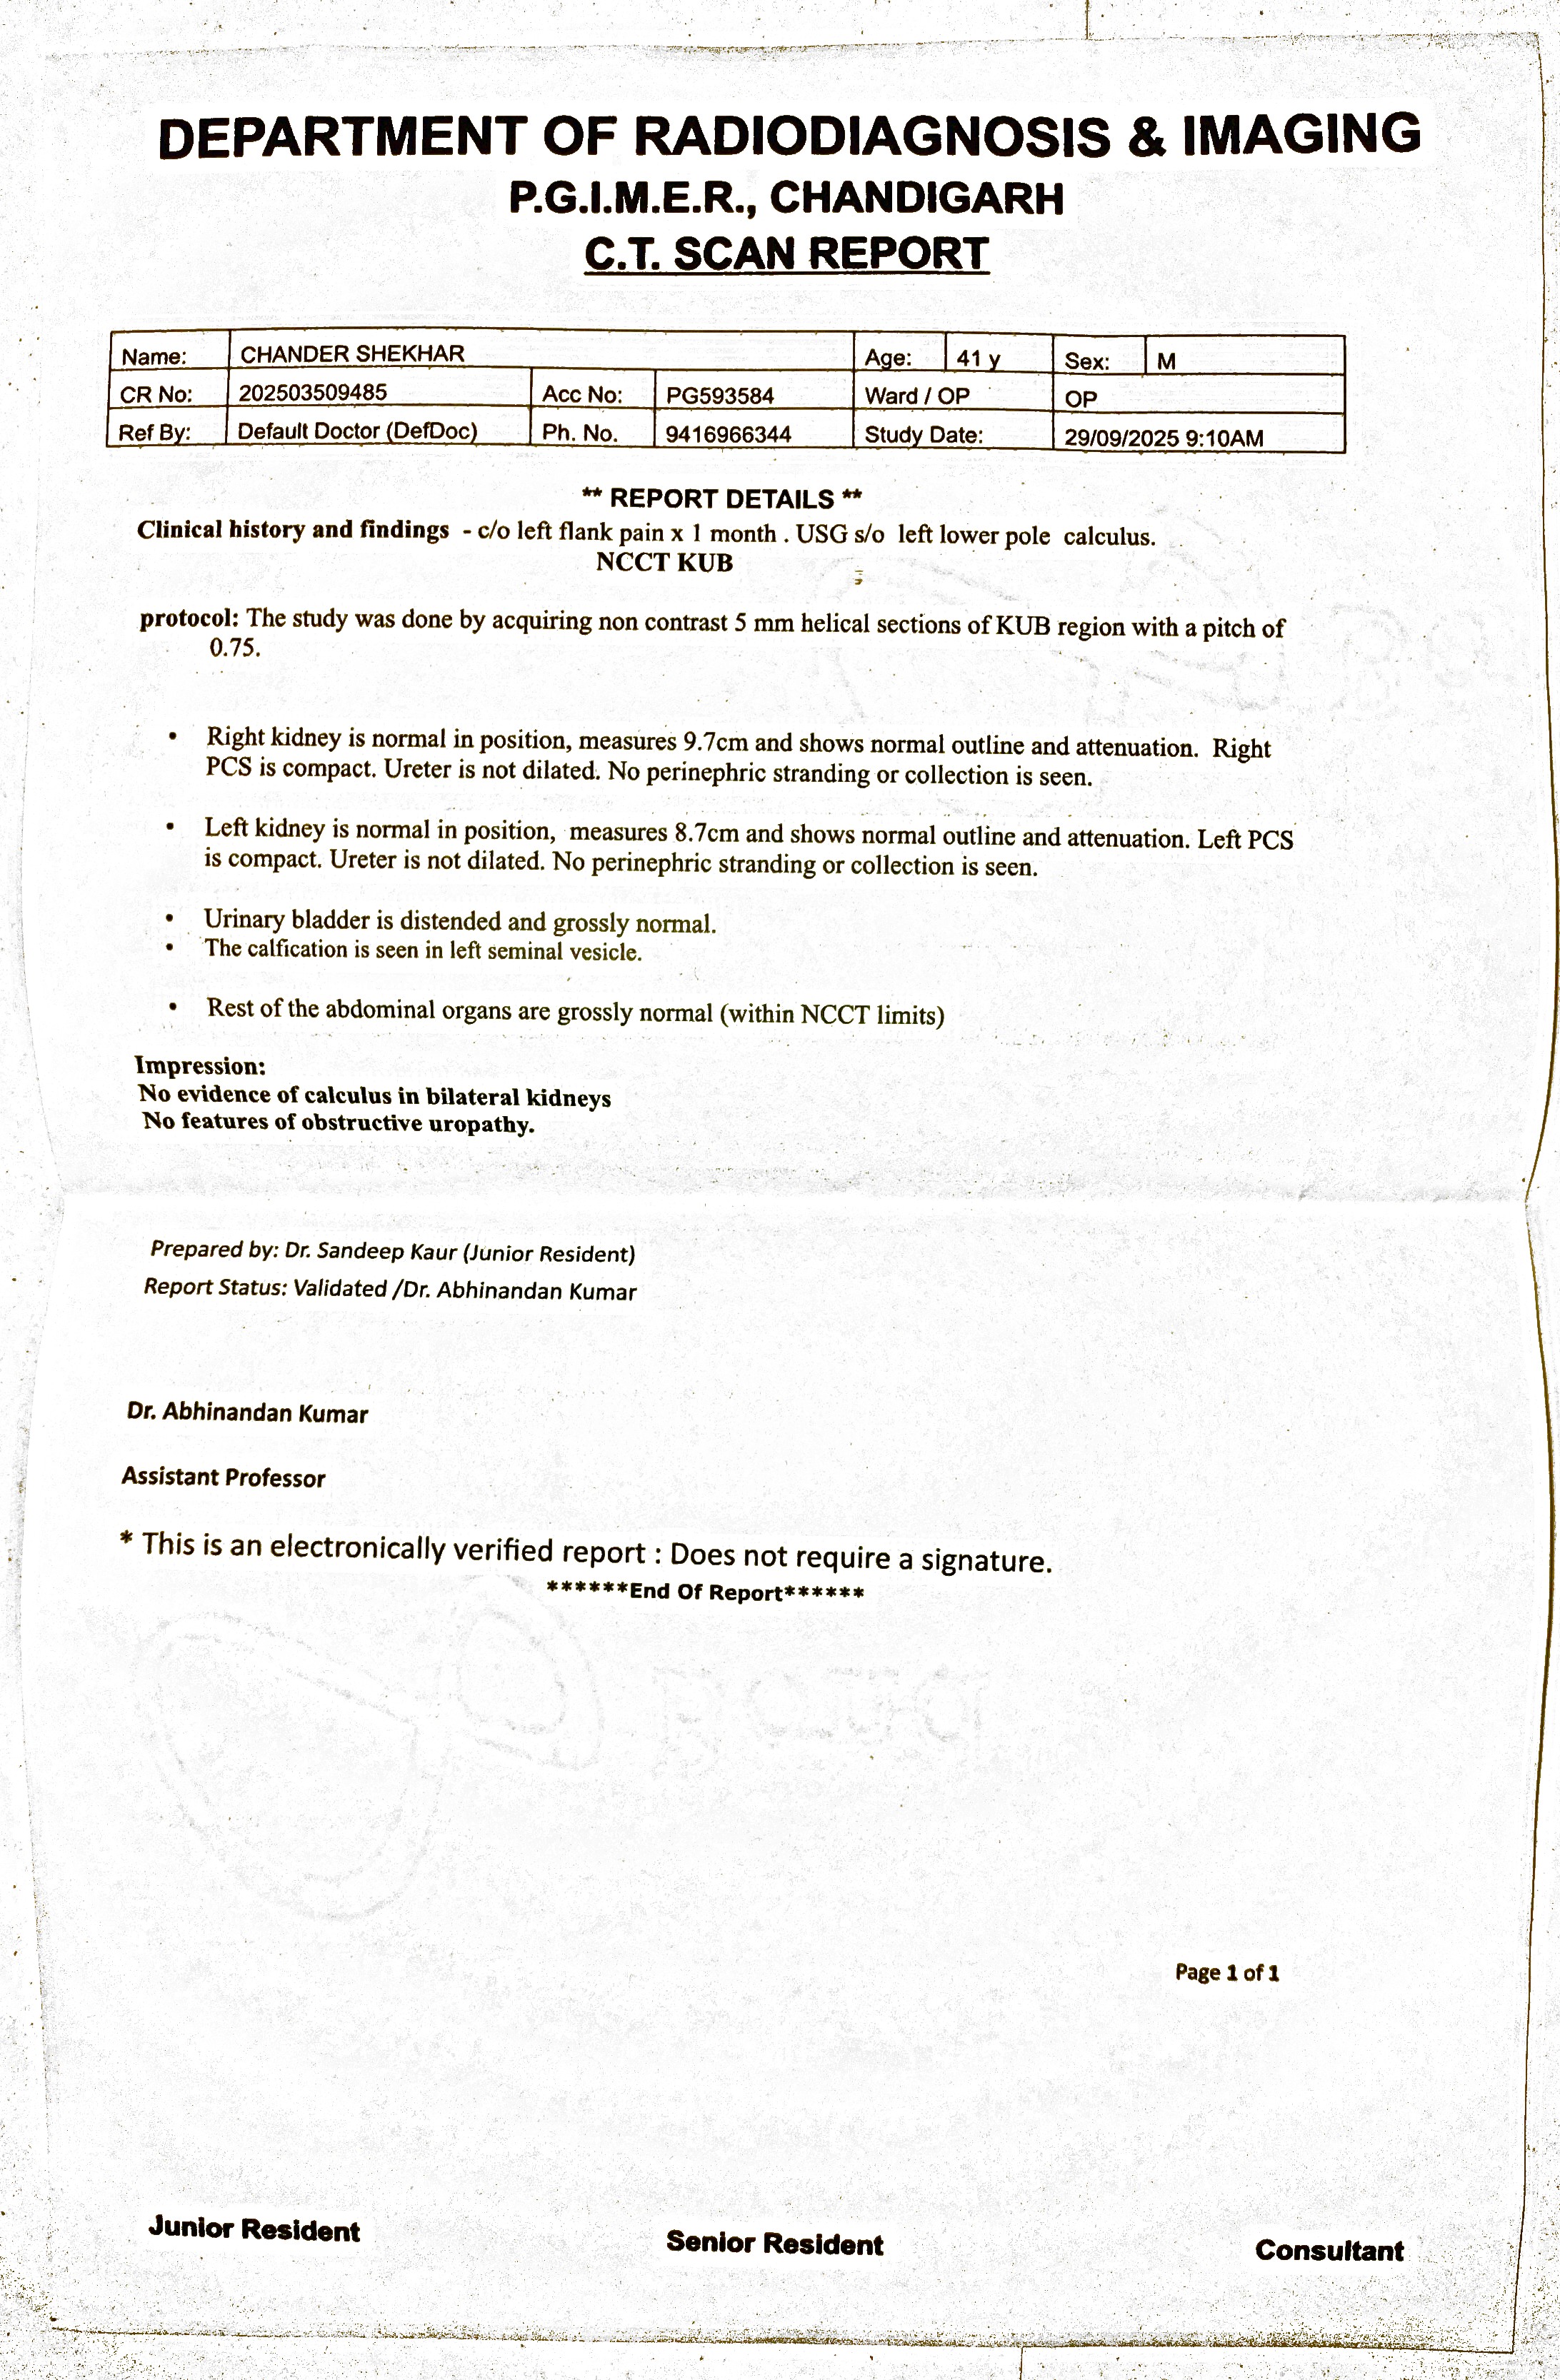 DEPARTMENT OF RADIODIAGNOSIS & IMAGING
P.G.I.M.E.R., CHANDIGARH
C.T. SCAN REPORT
Name: CHANDER SHEKHAR Age: 41 y Sex: M
CR No: 202503509485 Acc No: PG593584 Ward / OP OP
Ref By: Default Doctor (DefDoc) Ph. No. 9416966344 Study Date: 29/09/2025 9:10AM
** REPORT DETAILS **
Clinical history and findings - c/o left flank pain x 1 month . USG s/o left lower pole calculus.
NCCT KUB
protocol: The study was done by acquiring non contrast 5 mm helical sections of KUB region with a pitch of
0.75.
• Right kidney is normal in position, measures 9.7cm and shows normal outline and attenuation. Right
PCS is compact. Ureter is not dilated. No perinephric stranding or collection is seen.
• Left kidney is normal in position, measures 8.7cm and shows normal outline and attenuation. Left PCS
is compact. Ureter is not dilated. No perinephric stranding or collection is seen.
• Urinary bladder is distended and grossly normal.
• The calfication is seen in left seminal vesicle.
• Rest of the abdominal organs are grossly normal (within NCCT limits)
Impression:
No evidence of calculus in bilateral kidneys
No features of obstructive uropathy.
Prepared by: Dr. Sandeep Kaur (Junior Resident)
Report Status: Validated /Dr. Abhinandan Kumar
Dr. Abhinandan Kumar
Assistant Professor
* This is an electronically verified report : Does not require a signature.
******End Of Report******
Page 1 of 1
Junior Resident Senior Resident Consultant